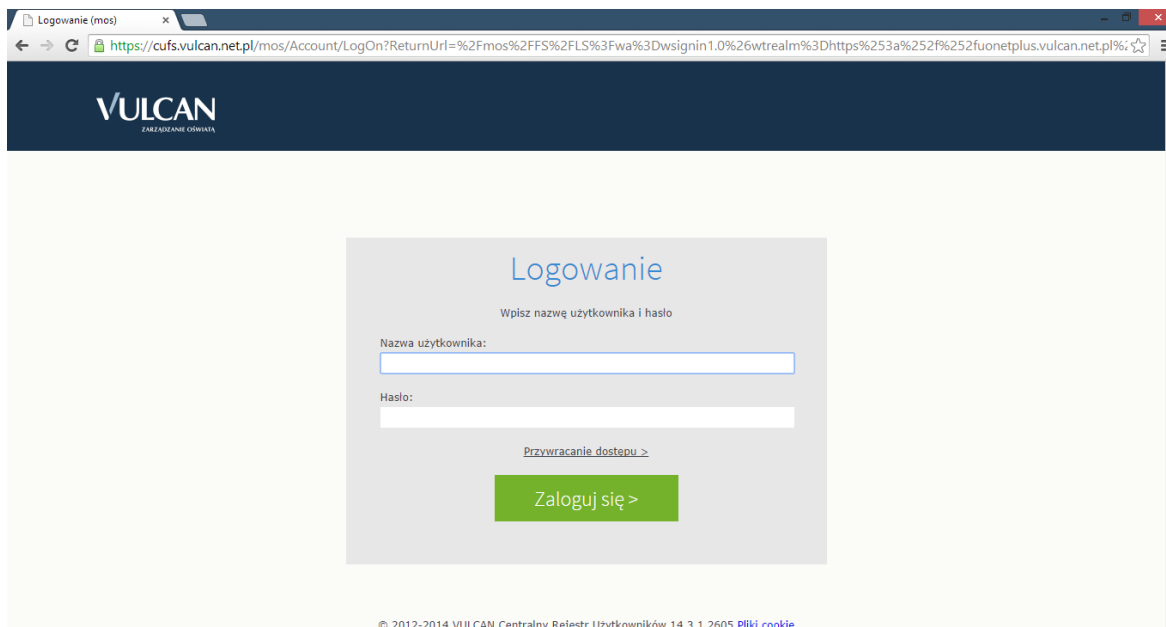 Logowanie (mos)
https://cufs.vulcan.net.pl/mos/Account/LogOn?ReturnUrl=%2Fmos%2FFS%2FLS%3Fwa%3Dwsignin1.0%26wtrealm%3Dhttps%253a%252f%252fuonetplus.vulcan.net.pl%
VULCAN
ZARZĄDZANIE OŚWIATĄ
Logowanie
Wpisz nazwę użytkownika i hasło
Nazwa użytkownika:
Hasło:
Przywracanie dostępu >
Zaloguj się >
© 2012-2014 VULCAN Centralny Rejestr Użytkowników 14.3.1.2605 Pliki cookie